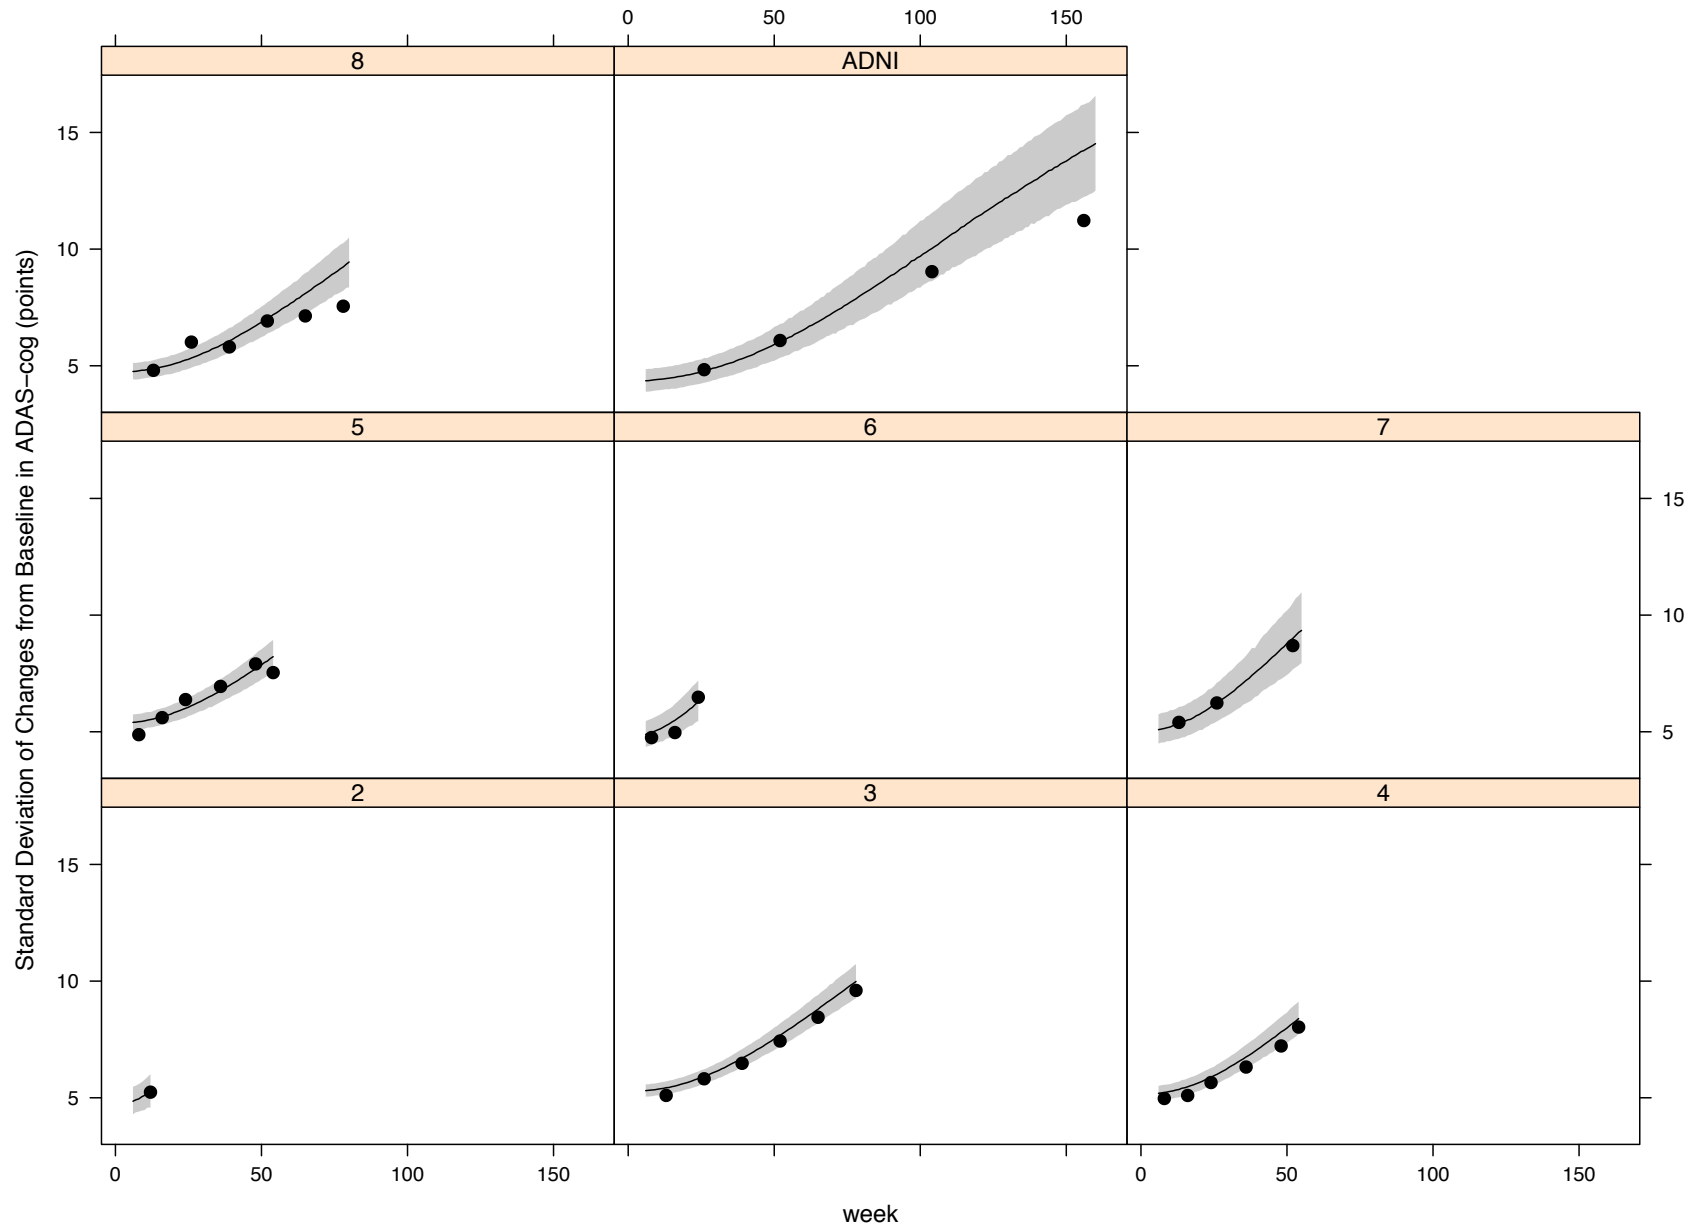 0 50 100 150
8 ADNI
15
10
5
5 6 7
15
10
5
2 3 4
15
10
5
0 50 100 150 0 50 100 150
week
Standard Deviation of Changes from Baseline in ADAS−cog (points)